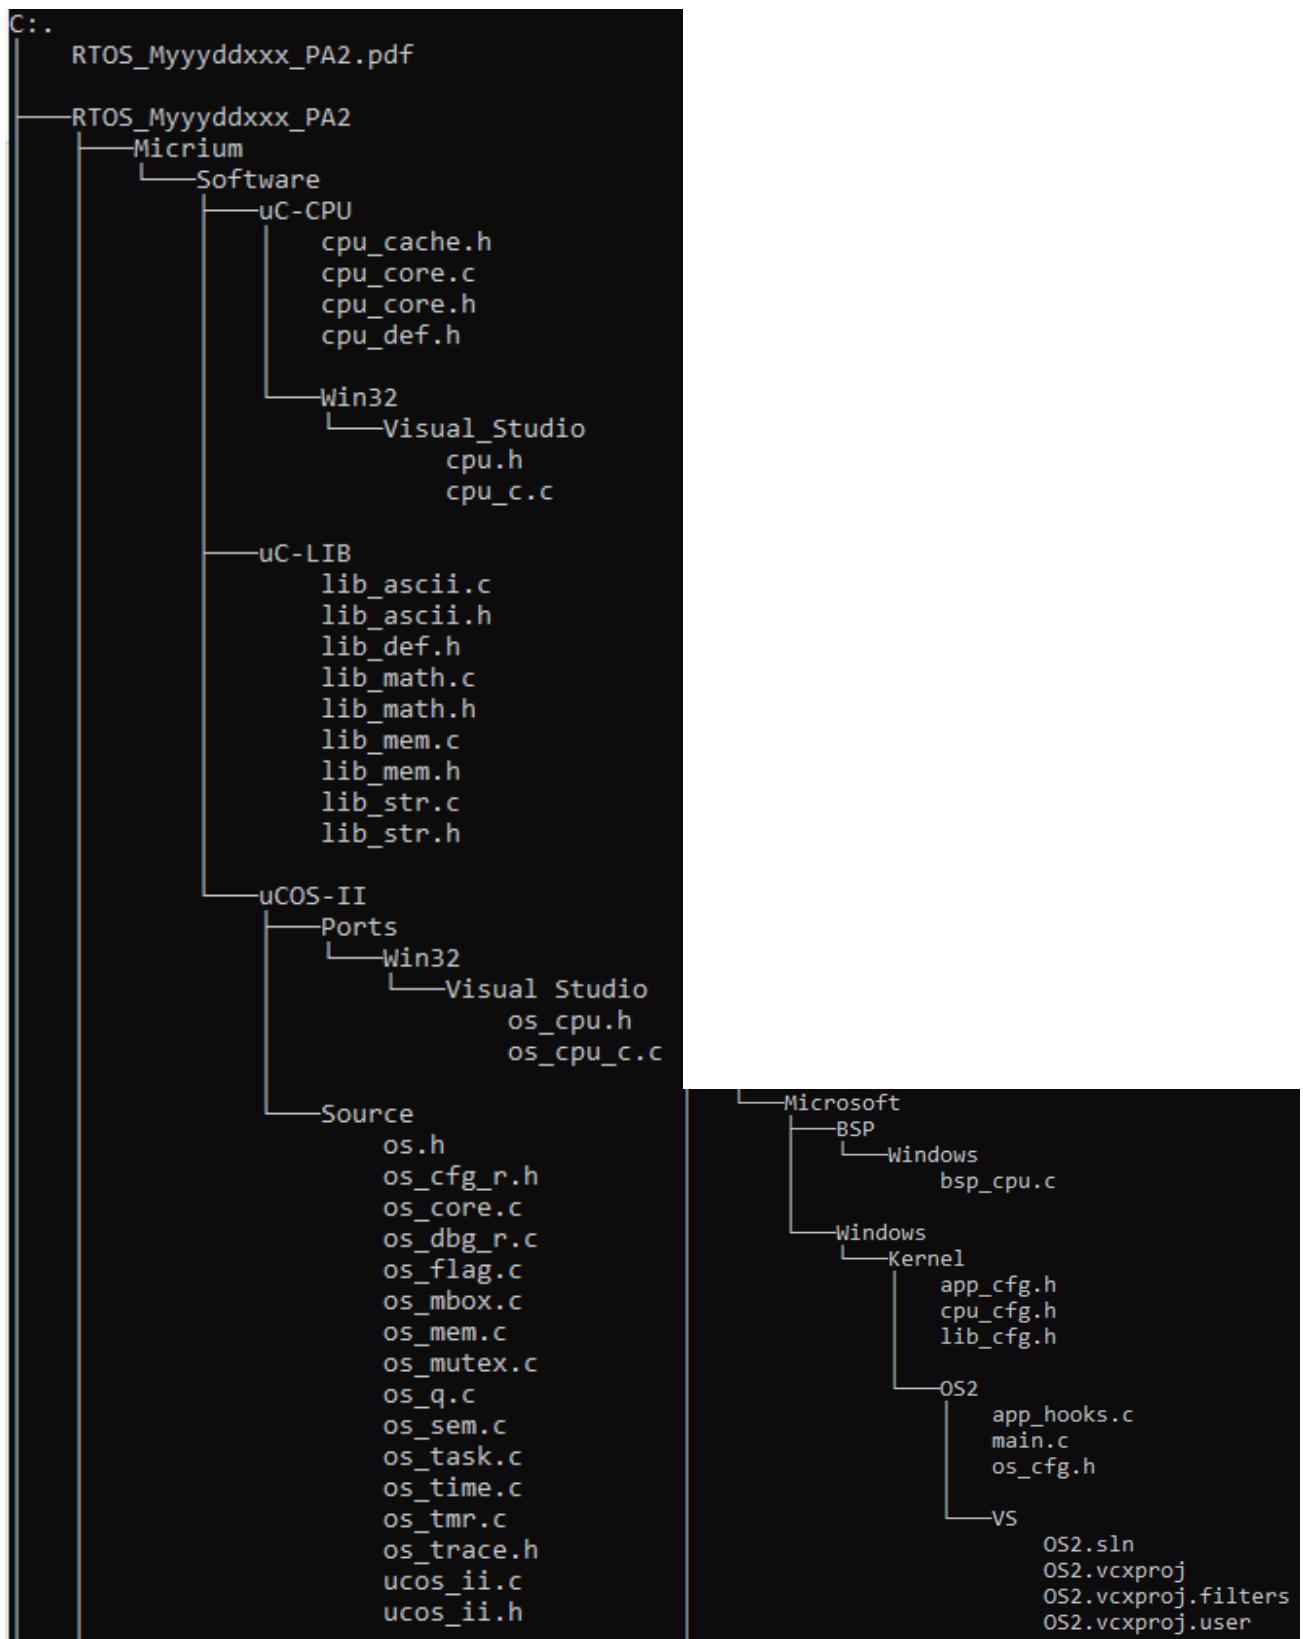 C:.
RTOS_Myyyddxxx_PA2.pdf
RTOS_Myyyddxxx_PA2
Micrium
Software
uC-CPU
cpu_cache.h
cpu_core.c
cpu_core.h
cpu_def.h
Win32
Visual_Studio
cpu.h
cpu_c.c
uC-LIB
lib_ascii.c
lib_ascii.h
lib_def.h
lib_math.c
lib_math.h
lib_mem.c
lib_mem.h
lib_str.c
lib_str.h
uCOS-II
Ports
Win32
Visual Studio
os_cpu.h
os_cpu_c.c
Source
os.h
os_cfg_r.h
os_core.c
os_dbg_r.c
os_flag.c
os_mbox.c
os_mem.c
os_mutex.c
os_q.c
os_sem.c
os_task.c
os_time.c
os_tmr.c
os_trace.h
ucos_ii.c
ucos_ii.h
Microsoft
BSP
Windows
bsp_cpu.c
Windows
Kernel
app_cfg.h
cpu_cfg.h
lib_cfg.h
OS2
app_hooks.c
main.c
os_cfg.h
VS
OS2.sln
OS2.vcxproj
OS2.vcxproj.filters
OS2.vcxproj.user